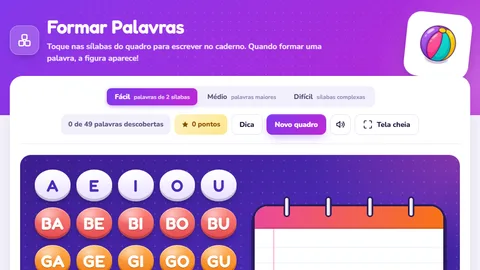 Formar Palavras
Toque nas sílabas do quadro para escrever no caderno. Quando formar uma
palavra, a figura aparece!
Fácil palavras de 2 sílabas Médio palavras maiores Difícil sílabas complexas
0 de 49 palavras descobertas ★ 0 pontos Dica Novo quadro Tela cheia
A E I O U
BA BE BI BO BU
GA GE GI GO GU